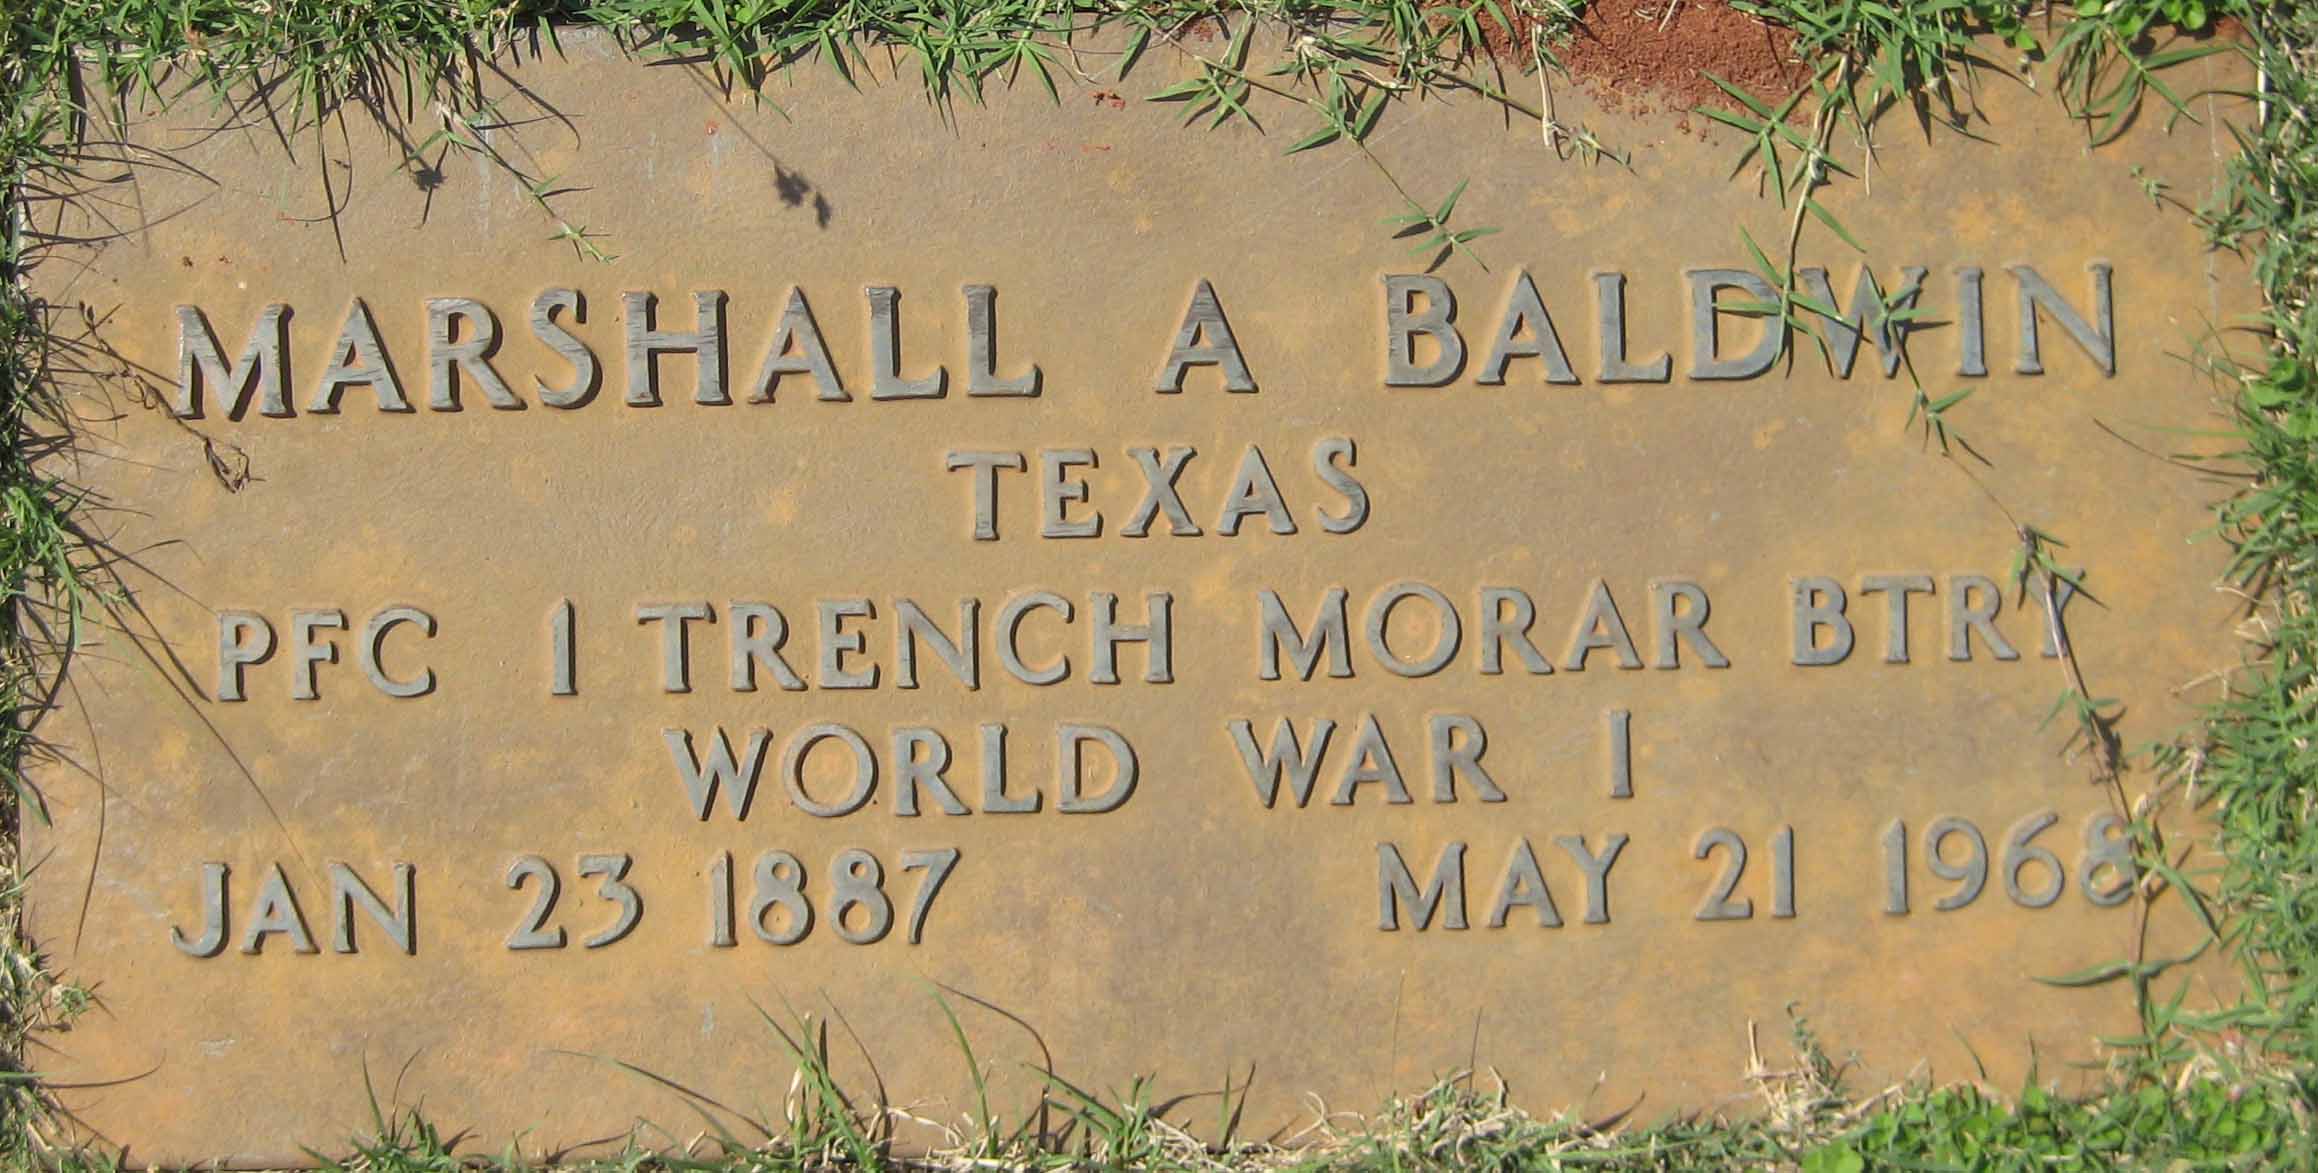 MARSHALL A BALDWIN
TEXAS
PFC 1 TRENCH MORAR BTRY
WORLD WAR I
JAN 23 1887 MAY 21 1968